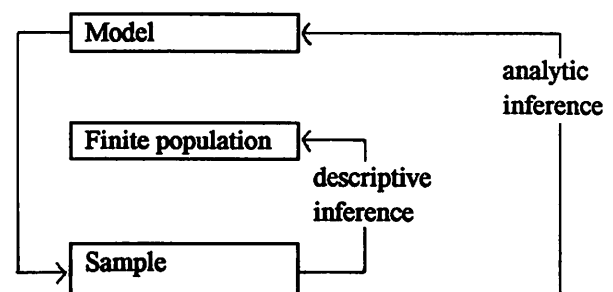 Model
analytic
inference
Finite population
descriptive
inference
Sample